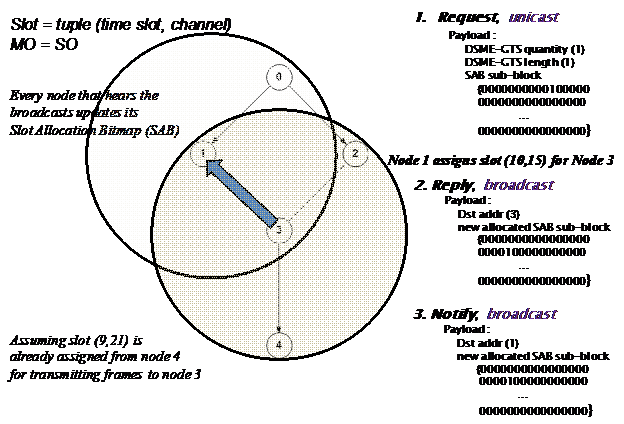 Slot = tuple (time slot, channel)
MO = SO
Every node that hears the
broadcasts updates its
Slot Allocation Bitmap (SAB)
0
1
2
3
4
Assuming slot (9,21) is
already assigned from node 4
for transmitting frames to node 3
1. Request, unicast
Payload :
DSME-GTS quantity (1)
DSME-GTS length (1)
SAB sub-block
{0000000000100000
0000000000000000
...
0000000000000000}
Node 1 assigns slot (10,15) for Node 3
2. Reply, broadcast
Payload :
Dst addr (3)
new allocated SAB sub-block
{0000000000000000
0000100000000000
...
0000000000000000}
3. Notify, broadcast
Payload :
Dst addr (1)
new allocated SAB sub-block
{0000000000000000
0000100000000000
...
0000000000000000}